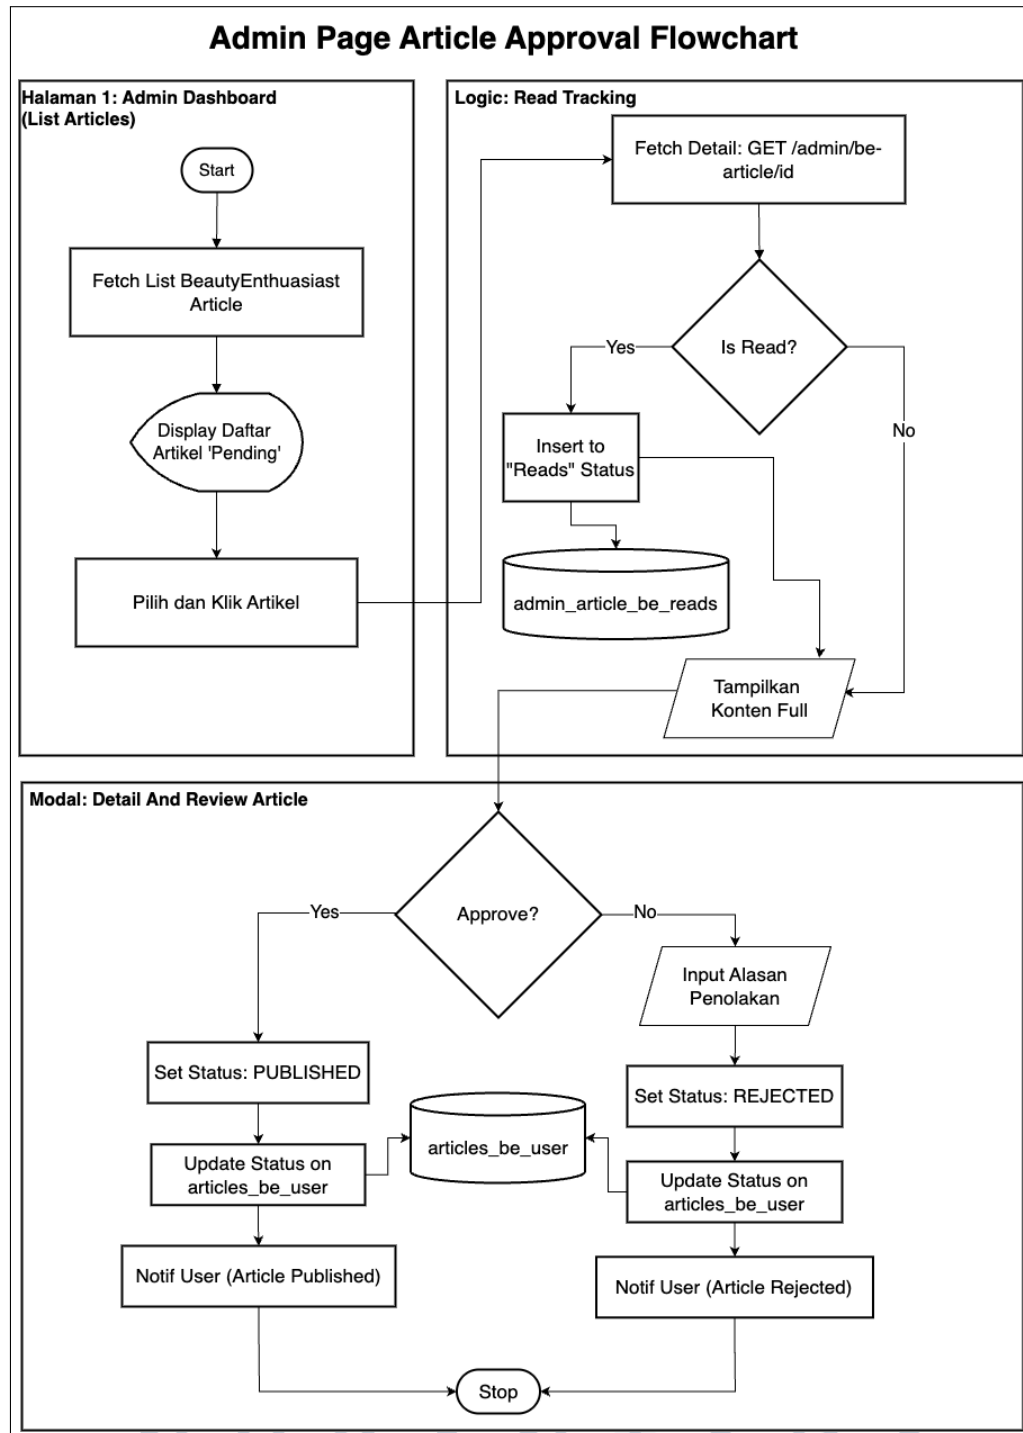 Admin Page Article Approval Flowchart
Halaman 1: Admin Dashboard
(List Articles)
Start
Fetch List BeautyEnthuasiast
Article
Display Daftar
Artikel 'Pending'
Pilih dan Klik Artikel
Logic: Read Tracking
Fetch Detail: GET /admin/be-
article/id
Is Read?
Yes
No
Insert to
"Reads" Status
admin_article_be_reads
Tampilkan
Konten Full
Modal: Detail And Review Article
Approve?
Yes
No
Input Alasan
Penolakan
Set Status: PUBLISHED
Set Status: REJECTED
articles_be_user
Update Status on
articles_be_user
Update Status on
articles_be_user
Notif User (Article Published)
Notif User (Article Rejected)
Stop